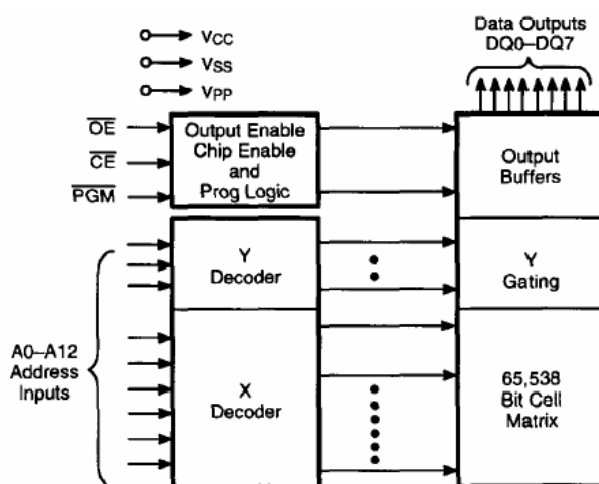 Data Outputs
DQ0–DQ7
VCC
VSS
VPP
OE
CE
PGM
Output Enable
Chip Enable
and
Prog Logic
Output
Buffers
Y
Decoder
Y
Gating
A0–A12
Address
Inputs
X
Decoder
65,538
Bit Cell
Matrix